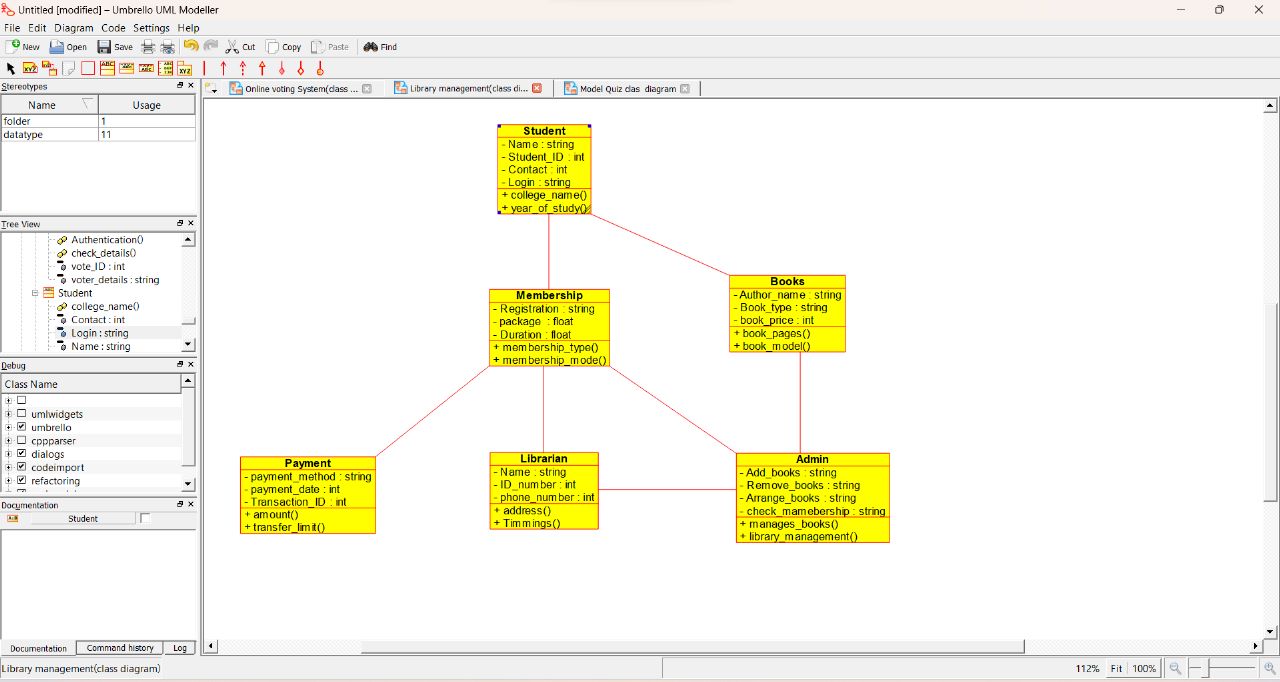 Untitled [modified] – Umbrello UML Modeller
File Edit Diagram Code Settings Help
New Open Save Cut Copy Paste Find
Stereotypes
Name Usage
folder 1
datatype 11
Tree View
Authentication()
check_details()
vote_ID : int
voter_details : string
Student
college_name()
Contact : int
Login : string
Name : string
Debug
Class Name
umlwidgets
umbrello
cppparser
dialogs
codeimport
refactoring
Documentation
Student
Documentation Command history Log
Online voting System(class ...
Library management(class di...
Model Quiz clas diagram
Student
- Name : string
- Student_ID : int
- Contact : int
- Login : string
+ college_name()
+ year_of_study()
Membership
- Registration : string
- package : float
- Duration : float
+ membership_type()
+ membership_mode()
Books
- Author_name : string
- Book_type : string
- book_price : int
+ book_pages()
+ book_model()
Payment
- payment_method : string
- payment_date : int
- Transaction_ID : int
+ amount()
+ transfer_limit()
Librarian
- Name : string
- ID_number : int
- phone_number : int
+ address()
+ Timmings()
Admin
- Add_books : string
- Remove_books : string
- Arrange_books : string
- check_mamebership : string
+ manages_books()
+ library_management()
Library management(class diagram)
112% Fit 100%